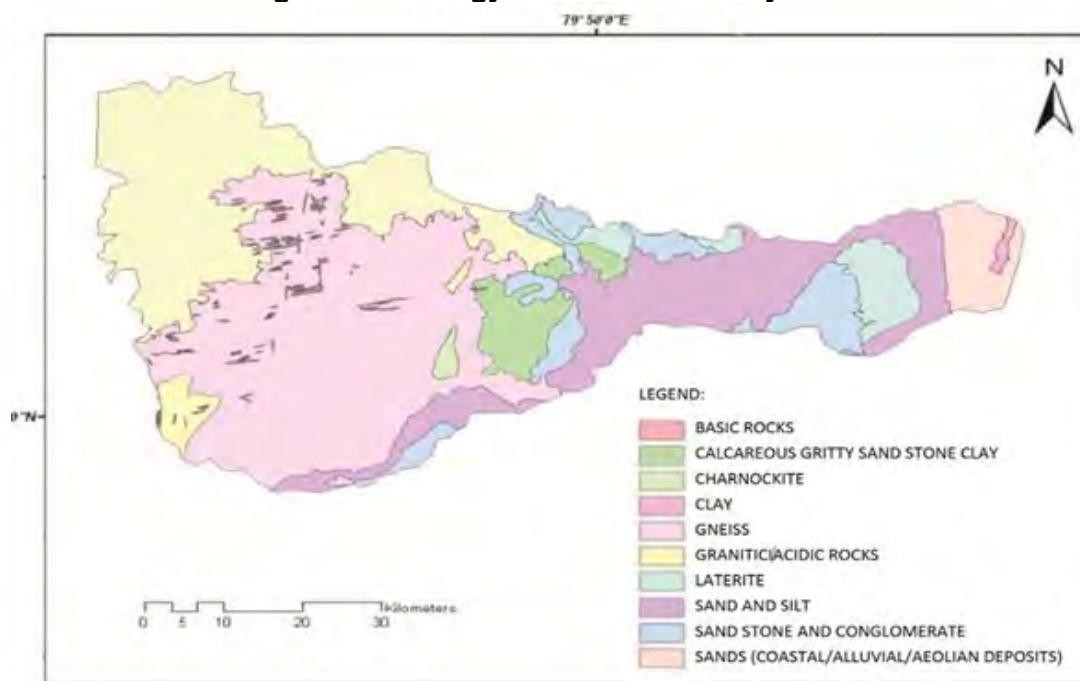 79° 50'0"E
N
0"N
LEGEND:
BASIC ROCKS
CALCAREOUS GRITTY SAND STONE CLAY
CHARNOCKITE
CLAY
GNEISS
GRANITIC/ACIDIC ROCKS
LATERITE
SAND AND SILT
SAND STONE AND CONGLOMERATE
SANDS (COASTAL/ALLUVIAL/AEOLIAN DEPOSITS)
Kilometers
0 5 10 20 30